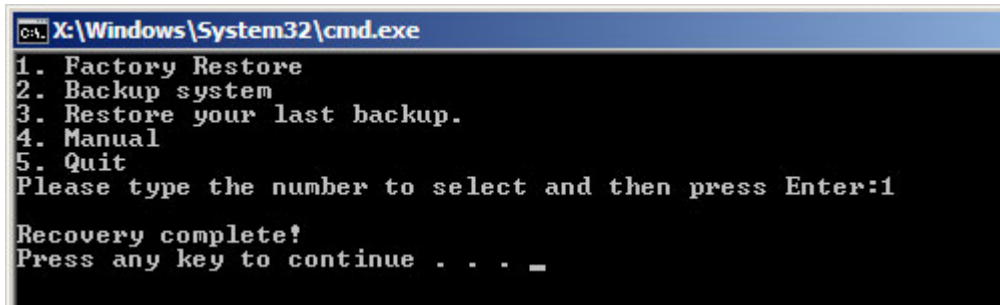 X:\Windows\System32\cmd.exe
1. Factory Restore
2. Backup system
3. Restore your last backup.
4. Manual
5. Quit
Please type the number to select and then press Enter:1
Recovery complete!
Press any key to continue . . . _